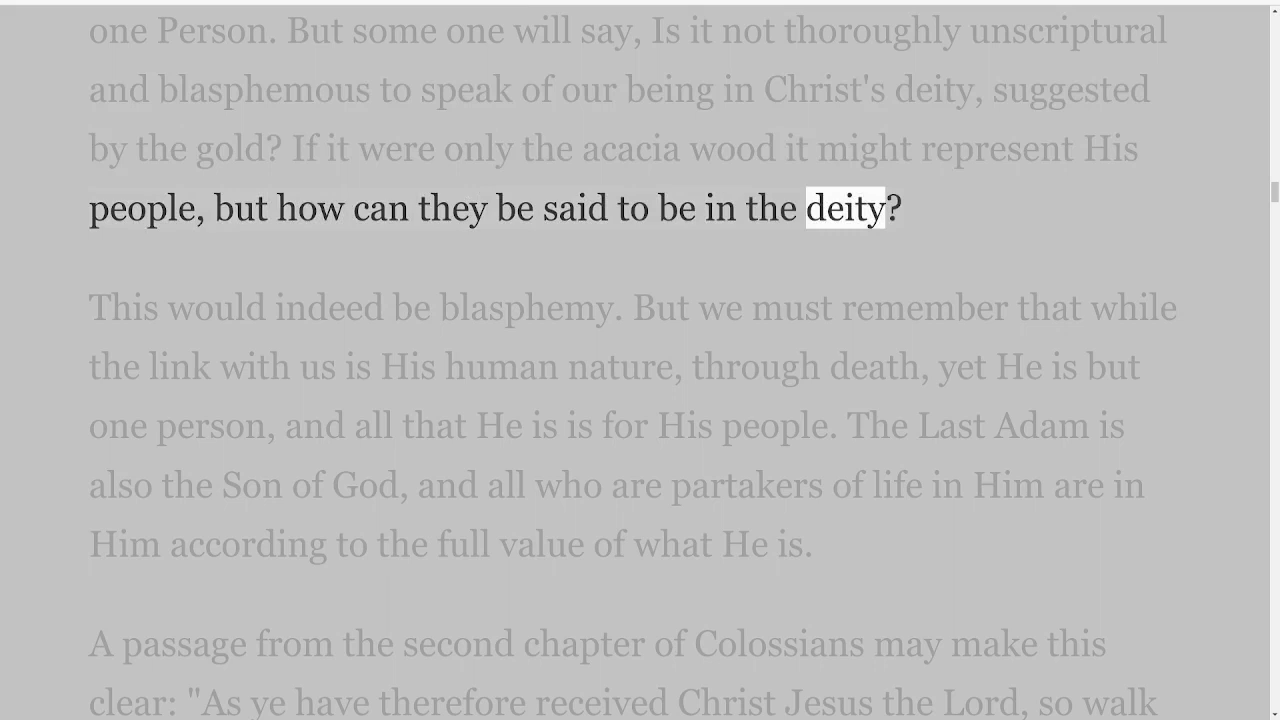 one Person. But some one will say, Is it not thoroughly unscriptural
and blasphemous to speak of our being in Christ's deity, suggested
by the gold? If it were only the acacia wood it might represent His
people, but how can they be said to be in the deity?
This would indeed be blasphemy. But we must remember that while
the link with us is His human nature, through death, yet He is but
one person, and all that He is is for His people. The Last Adam is
also the Son of God, and all who are partakers of life in Him are in
Him according to the full value of what He is.
A passage from the second chapter of Colossians may make this
clear: "As ye have therefore received Christ Jesus the Lord, so walk